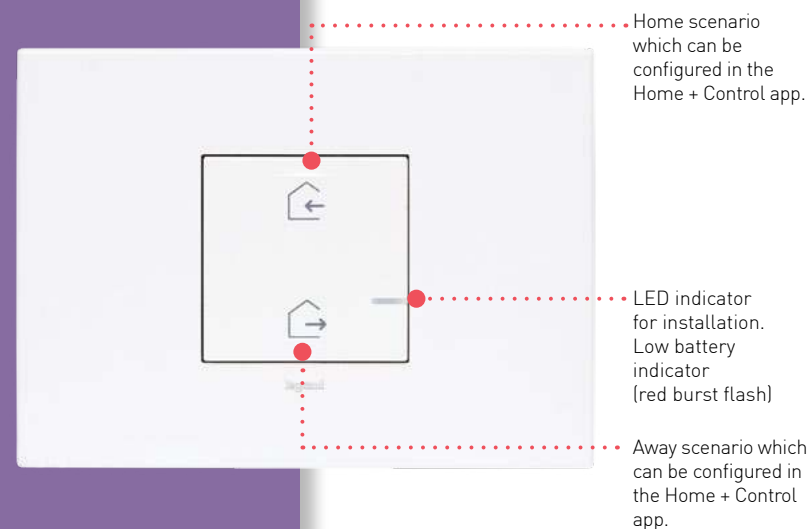 Home scenario
which can be
configured in the
Home + Control app.
LED indicator
for installation.
Low battery
indicator
(red burst flash)
legrand
Away scenario which
can be configured in
the Home + Control
app.